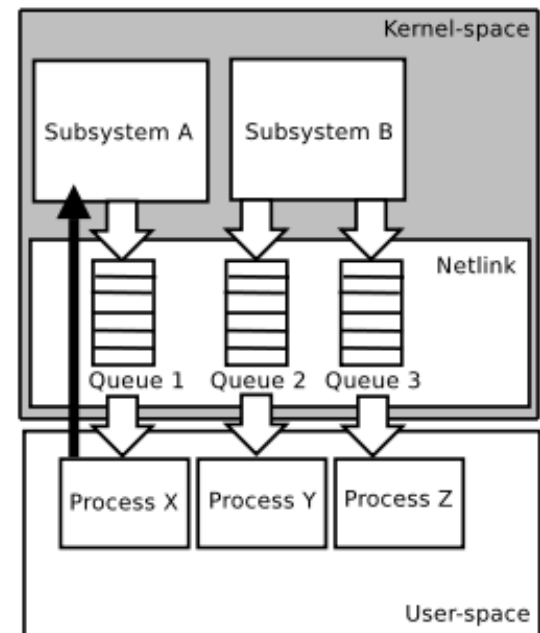 Kernel-space
Subsystem A
Subsystem B
Netlink
Queue 1
Queue 2
Queue 3
Process X
Process Y
Process Z
User-space